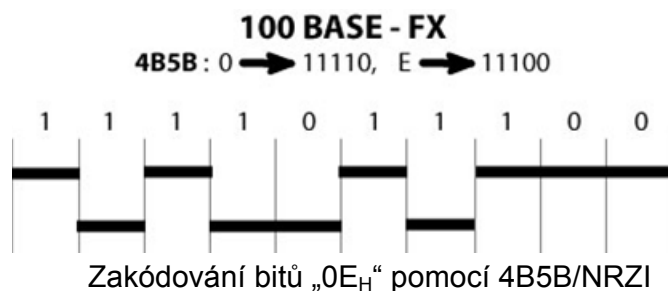 100 BASE - FX
4B5B : 0 → 11110, E → 11100
1 1 1 1 0 1 1 1 0 0
Zakódování bitů „0E_H“ pomocí 4B5B/NRZI